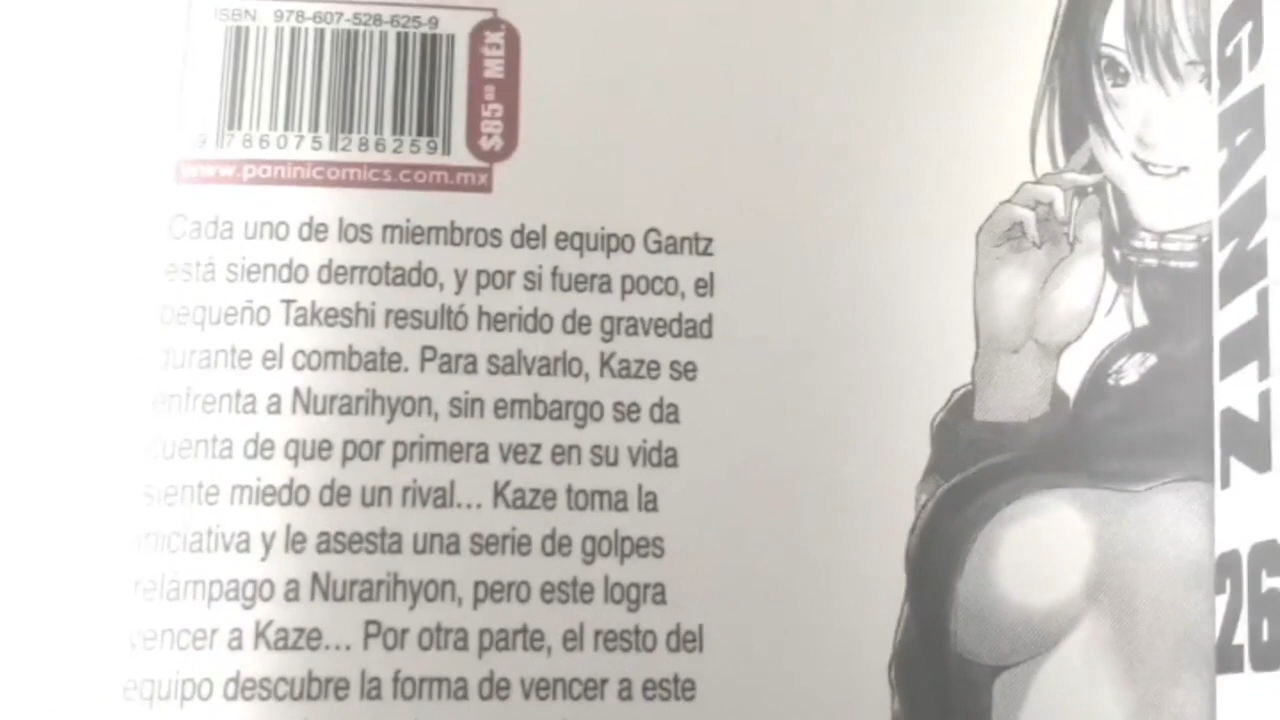 ISBN 978-607-528-625-9
$85.00 MÉX.
9 786075 286259
www.paninicomics.com.mx
Cada uno de los miembros del equipo Gantz
está siendo derrotado, y por si fuera poco, el
pequeño Takeshi resultó herido de gravedad
durante el combate. Para salvarlo, Kaze se
enfrenta a Nurarihyon, sin embargo se da
cuenta de que por primera vez en su vida
siente miedo de un rival... Kaze toma la
iniciativa y le asesta una serie de golpes
relámpago a Nurarihyon, pero este logra
vencer a Kaze... Por otra parte, el resto del
equipo descubre la forma de vencer a este
GANTZ
26